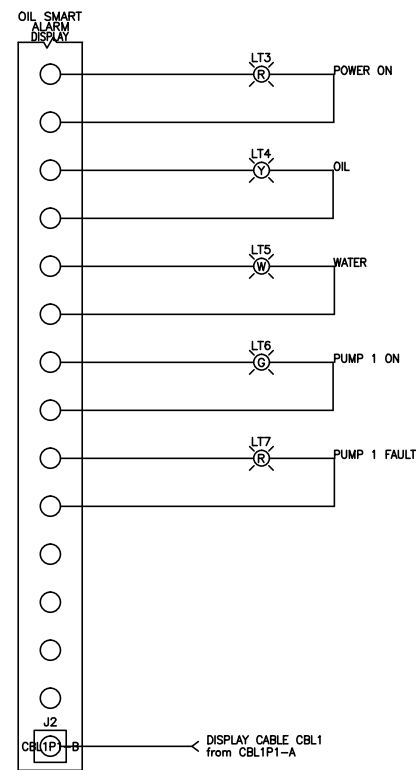 OIL SMART
ALARM
DISPLAY
LT3
R
POWER ON
LT4
Y
OIL
LT5
W
WATER
LT6
G
PUMP 1 ON
LT7
R
PUMP 1 FAULT
J2
CBL1P1-B
DISPLAY CABLE CBL1
from CBL1P1-A